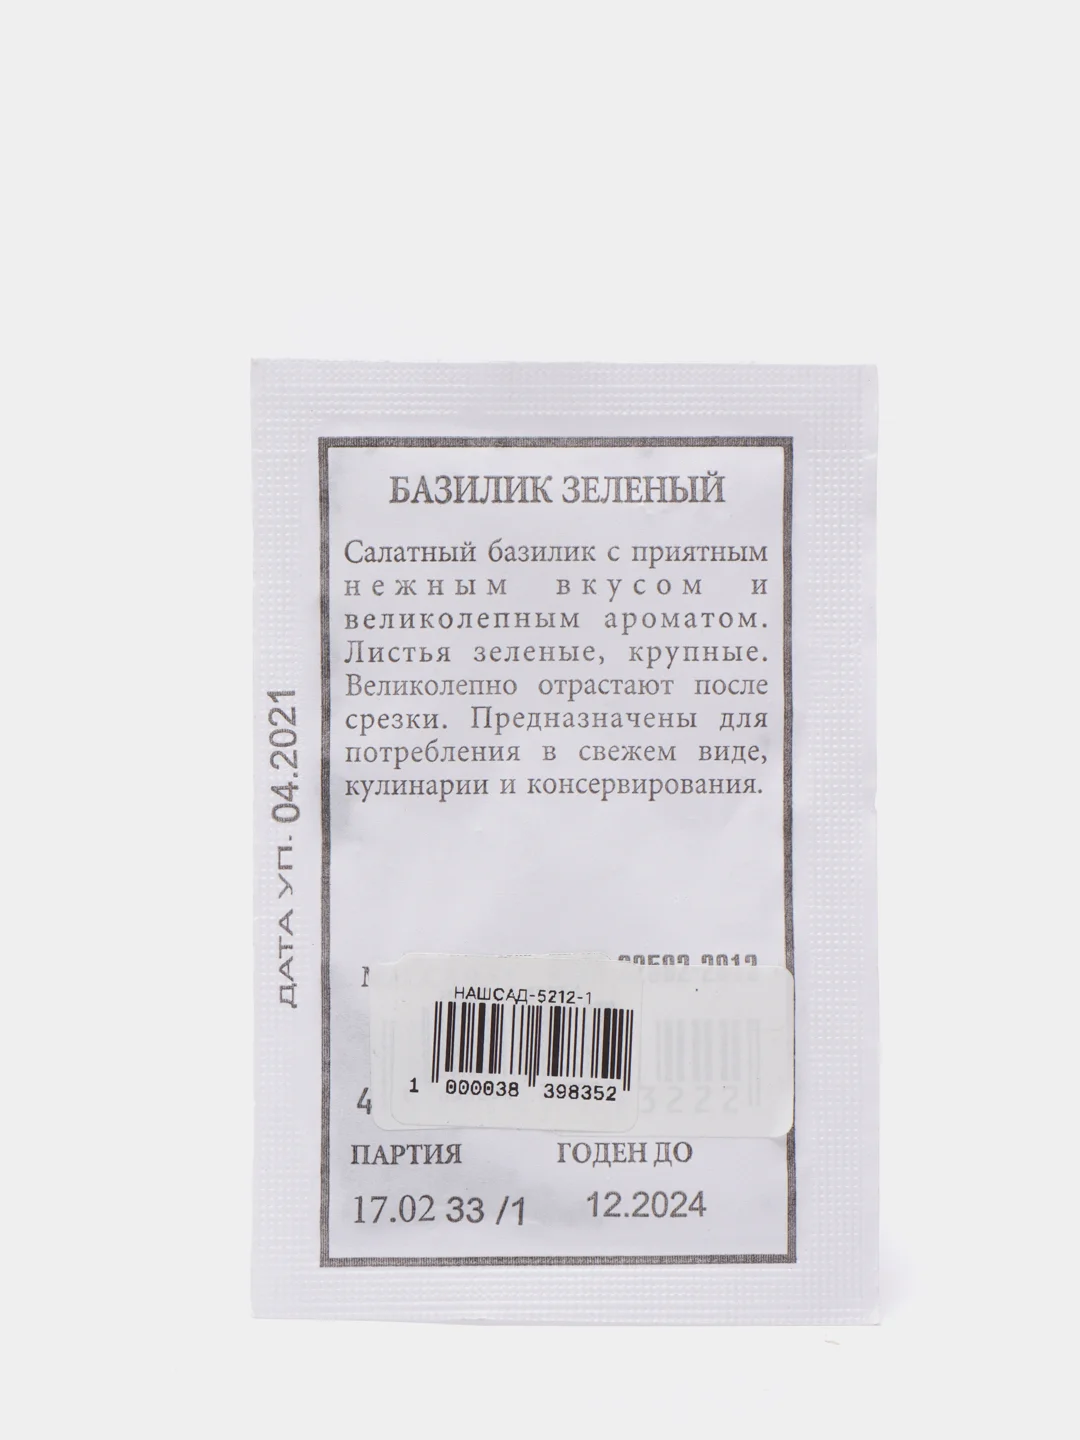 БАЗИЛИК ЗЕЛЕНЫЙ
Салатный базилик с приятным
нежным вкусом и
великолепным ароматом.
Листья зеленые, крупные.
Великолепно отрастают после
срезки. Предназначены для
потребления в свежем виде,
кулинарии и консервирования.
ДАТА УП. 04.2021
НАШСАД-5212-1
1 000038 398352
3222
4
ПАРТИЯ ГОДЕН ДО
17.02 33 /1 12.2024